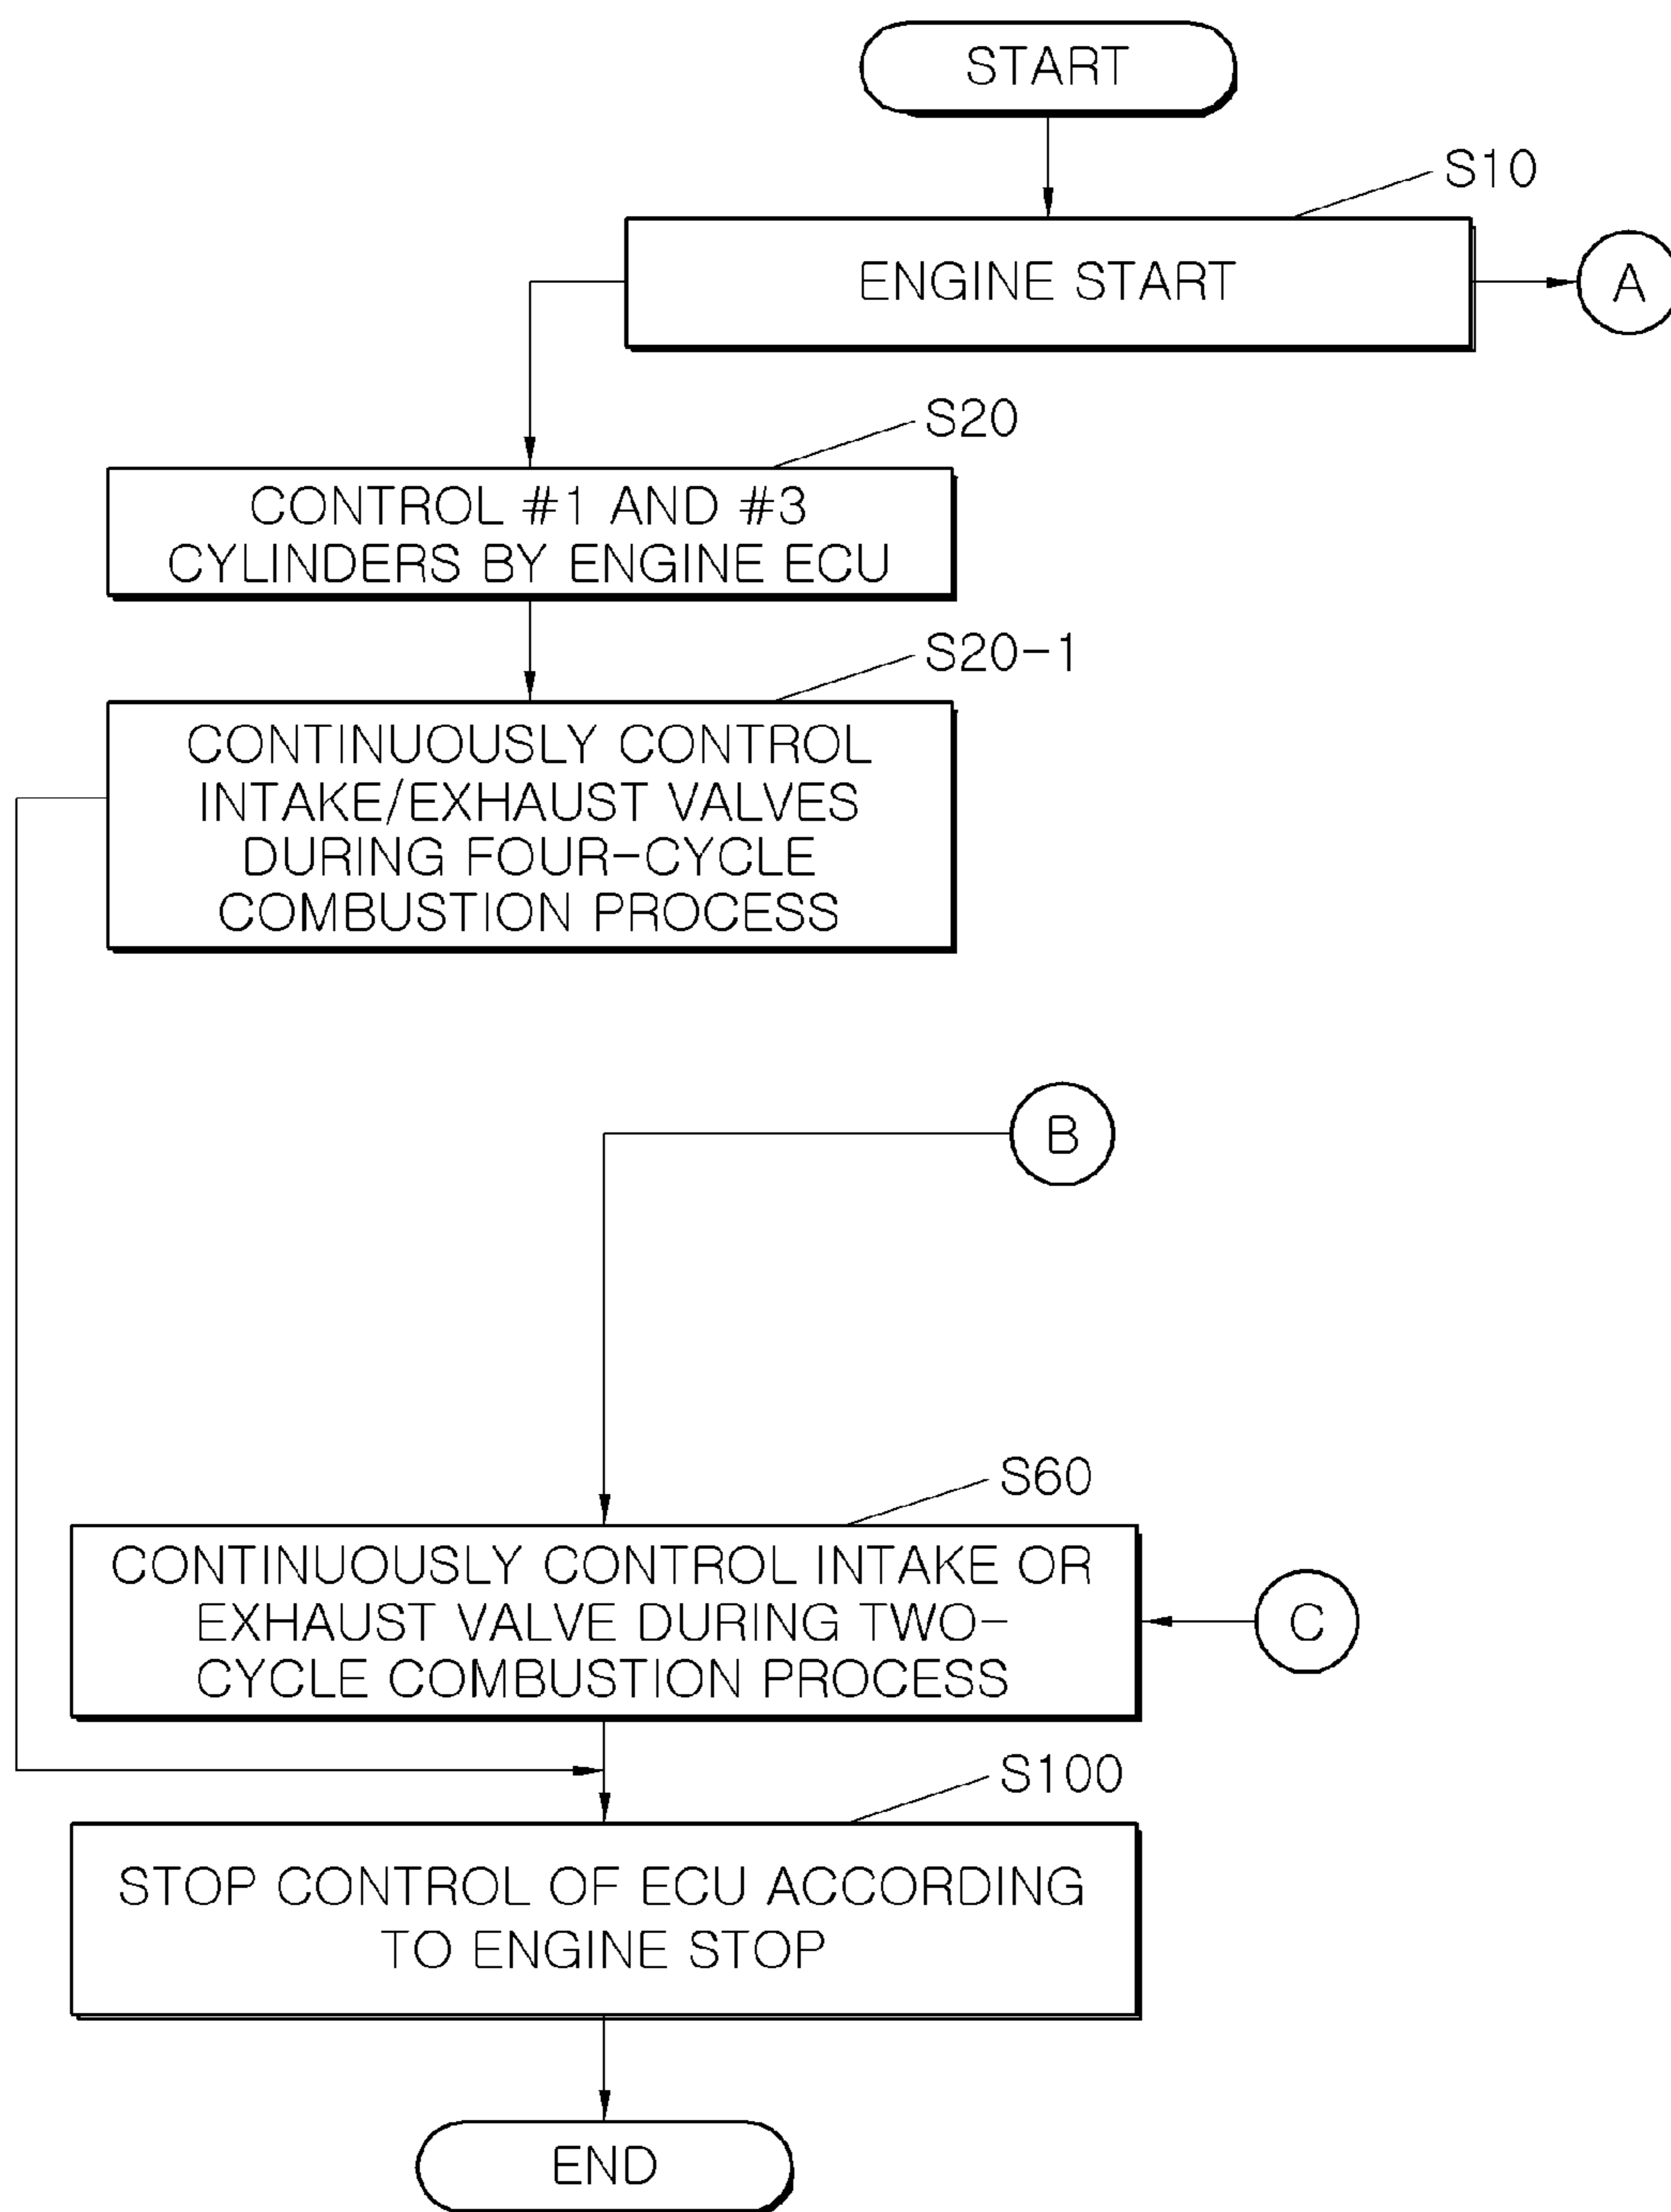 START
S10
ENGINE START
A
S20
CONTROL #1 AND #3
CYLINDERS BY ENGINE ECU
S20-1
CONTINUOUSLY CONTROL
INTAKE/EXHAUST VALVES
DURING FOUR-CYCLE
COMBUSTION PROCESS
B
S60
CONTINUOUSLY CONTROL INTAKE OR
EXHAUST VALVE DURING TWO-
CYCLE COMBUSTION PROCESS
C
S100
STOP CONTROL OF ECU ACCORDING
TO ENGINE STOP
END